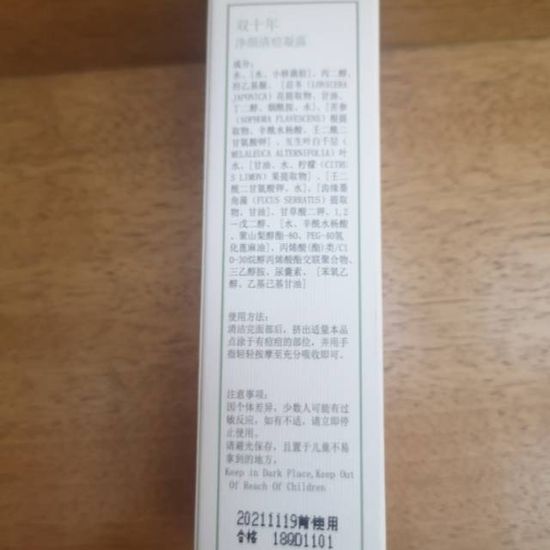 双十年
净颜清痘凝露
成分:
水、[水、小核菌胶]、丙二醇、
羟乙基脲、[忍冬(LONICERA
JAPONICA)花提取物、甘油、
丁二醇、烟酰胺、水]、[苦参
(SOPHORA FLAVESCENS)根提
取物、辛酰水杨酸、壬二酰二
甘氨酸钾]、互生叶白千层(
MELALEUCA ALTERNIFOLIA)叶
水、[甘油、水、柠檬(CITRU
S LIMON)果提取物]、[壬二
酰二甘氨酸钾、水]、[齿缘墨
角藻(FUCUS SERRATUS)提取
物、甘油]、甘草酸二钾、1,2
-戊二醇、[水、辛酰水杨酸
、聚山梨醇酯-80、PEG-40氢
化蓖麻油]、丙烯酸(酯)类/C1
0-30烷醇丙烯酸酯交联聚合物、
三乙醇胺、尿囊素、[苯氧乙
醇、乙基己基甘油]
使用方法:
清洁完面部后,挤出适量本品
点涂于有痘痘的部位,并用手
指轻轻按摩至充分吸收即可。
注意事项:
因个体差异,少数人可能有过
敏反应,如有不适,请立即停
止使用。
请避光保存,且置于儿童不易
拿到的地方。
Keep in Dark Place,Keep Out
Of Reach Of Children
20211119前使用
合格 18QD1101